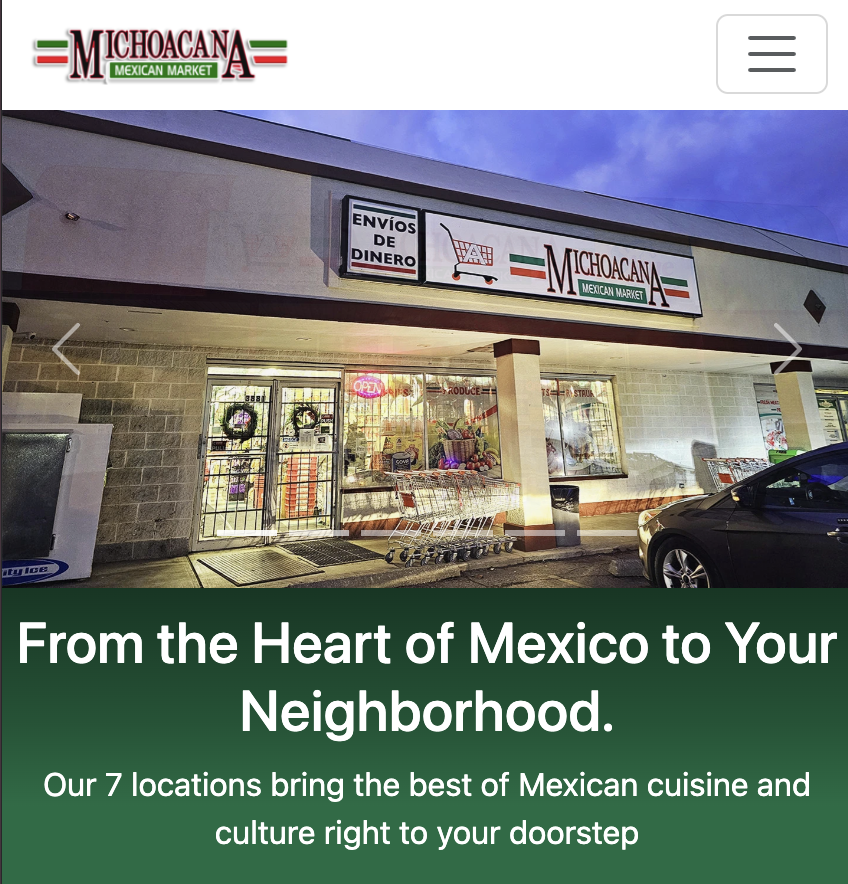 MICHOACANA
MEXICAN MARKET
ENVÍOS
DE
DINERO
MICHOACANA
MEXICAN MARKET
OPEN
3881
PRODUCE
From the Heart of Mexico to Your
Neighborhood.
Our 7 locations bring the best of Mexican cuisine and
culture right to your doorstep